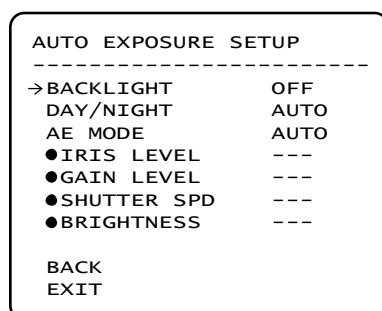 AUTO EXPOSURE SETUP
------------------------
→BACKLIGHT OFF
DAY/NIGHT AUTO
AE MODE AUTO
●IRIS LEVEL ---
●GAIN LEVEL ---
●SHUTTER SPD ---
●BRIGHTNESS ---
BACK
EXIT